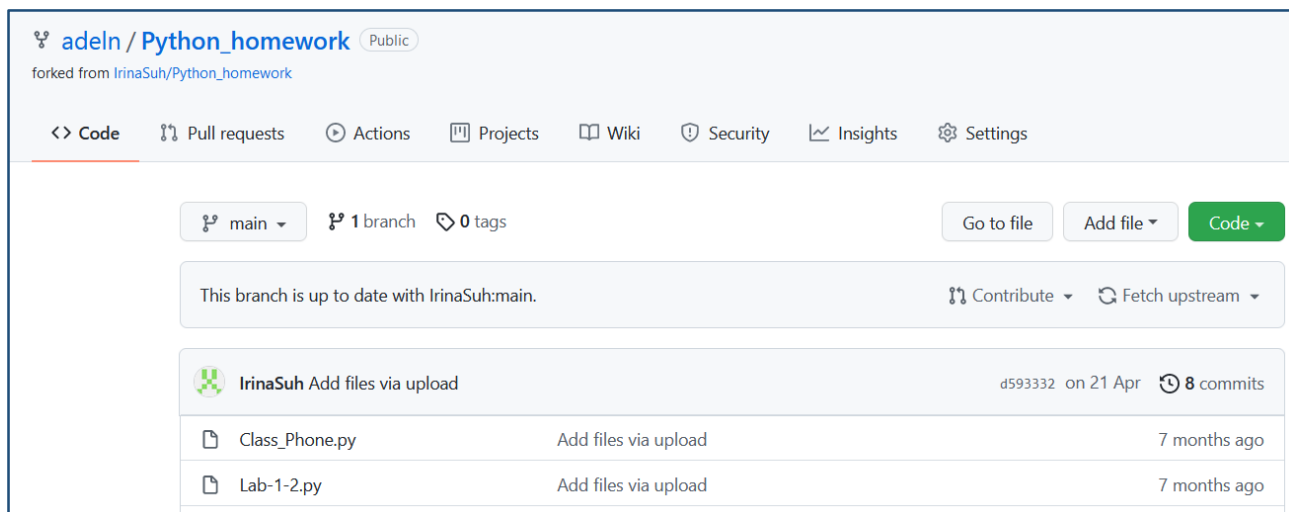 adeln / Python_homework Public
forked from IrinaSuh/Python_homework
Code Pull requests Actions Projects Wiki Security Insights Settings
main 1 branch 0 tags Go to file Add file Code
This branch is up to date with IrinaSuh:main. Contribute Fetch upstream
IrinaSuh Add files via upload d593332 on 21 Apr 8 commits
Class_Phone.py Add files via upload 7 months ago
Lab-1-2.py Add files via upload 7 months ago